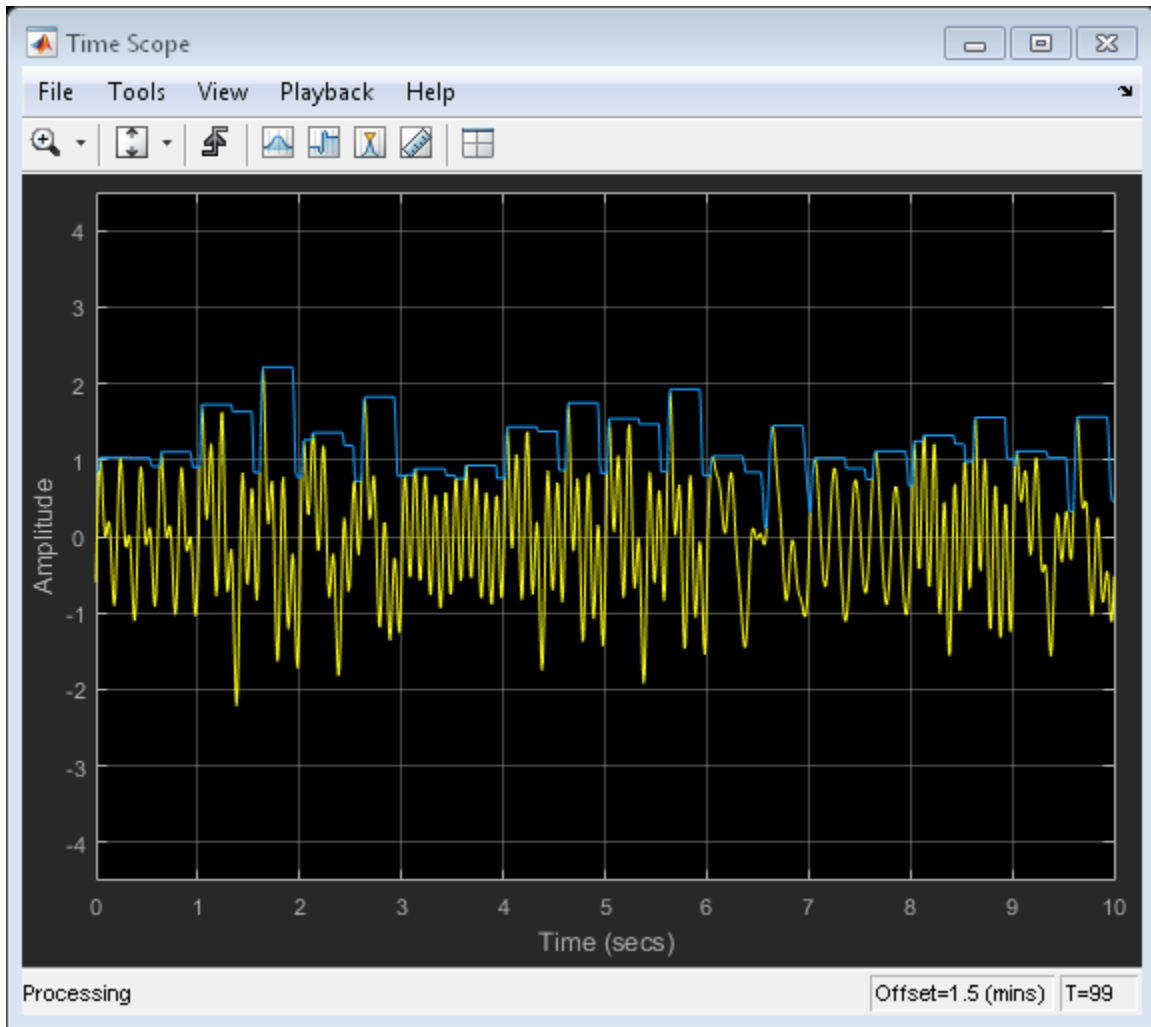 Time Scope
File Tools View Playback Help
4
3
2
1
0
-1
-2
-3
-4
Amplitude
0 1 2 3 4 5 6 7 8 9 10
Time (secs)
Processing Offset=1.5 (mins) T=99